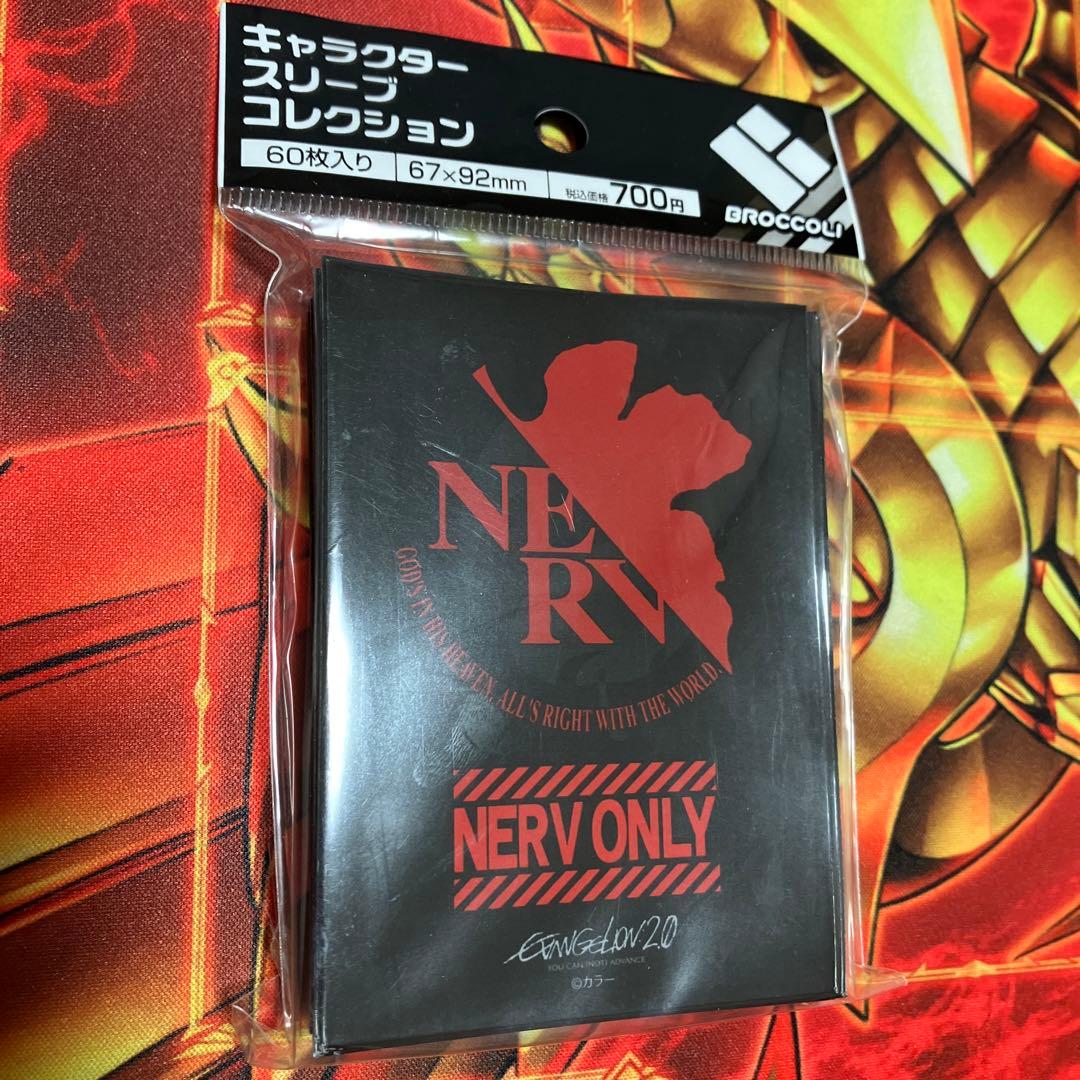 キャラクター
スリーブ
コレクション
60枚入り
67×92mm
税込価格700円
BROCCOLI
NERV
GOD'S IN HIS HEAVEN. ALL'S RIGHT WITH THE WORLD.
NERV ONLY
EVANGELION:2.0
YOU CAN (NOT) ADVANCE
©カラー